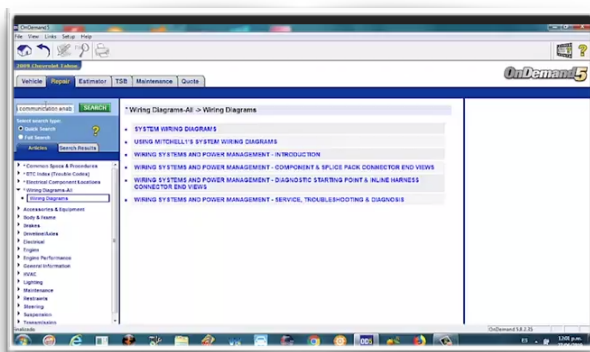 OnDemand5
File View Links Setup Help
2009 Chevrolet Tahoe
Vehicle Repair Estimator TSB Maintenance Quote
OnDemand5
SEARCH
Select search type:
Quick Search
Full Search
Articles Search Results
* Wiring Diagrams-All -> Wiring Diagrams
SYSTEM WIRING DIAGRAMS
USING MITCHELL1'S SYSTEM WIRING DIAGRAMS
WIRING SYSTEMS AND POWER MANAGEMENT - INTRODUCTION
WIRING SYSTEMS AND POWER MANAGEMENT - COMPONENT & SPLICE PACK CONNECTOR END VIEWS
WIRING SYSTEMS AND POWER MANAGEMENT - DIAGNOSTIC STARTING POINT & INLINE HARNESS
CONNECTOR END VIEWS
WIRING SYSTEMS AND POWER MANAGEMENT - SERVICE, TROUBLESHOOTING & DIAGNOSIS
* Common Specs & Procedures
* DTC Index (Trouble Codes)
* Electrical Component Locations
* Wiring Diagrams-All
Wiring Diagrams
Accessories & Equipment
Body & Frame
Brakes
Driveline/Axles
Electrical
Engine
Engine Performance
General Information
HVAC
Lighting
Maintenance
Restraints
Steering
Suspension
Transmission
OnDemand 5.8.2.35
OD5
ES
12:01 p.m.